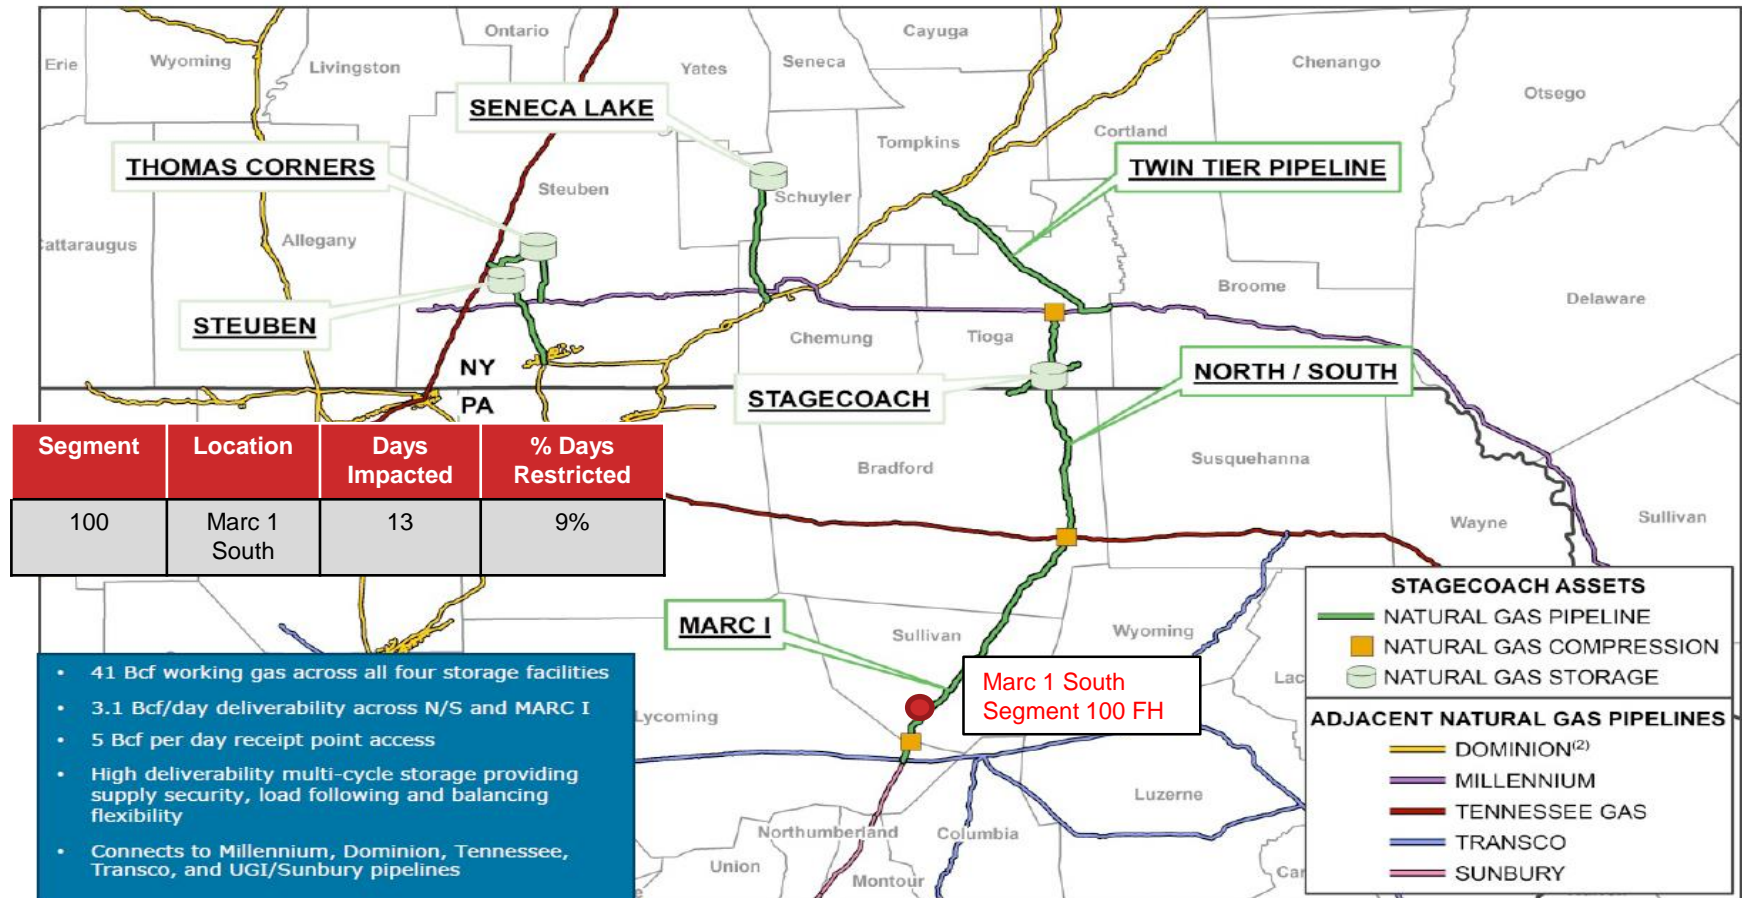 Ontario
Cayuga
Erie
Wyoming
Livingston
Yates
Seneca
Chenango
Otsego
SENECA LAKE
Tompkins
Cortland
THOMAS CORNERS
TWIN TIER PIPELINE
Steuben
Schuyler
Cattaraugus
Allegany
Broome
Delaware
STEUBEN
Chemung
Tioga
NY
NORTH / SOUTH
STAGECOACH
PA
Segment Location Days Impacted % Days Restricted
100 Marc 1 South 13 9%
Bradford
Susquehanna
Wayne
Sullivan
MARC I
Sullivan
Wyoming
Lac
Marc 1 South
Segment 100 FH
Lycoming
Luzerne
Northumberland
Columbia
Union
Montour
Car
• 41 Bcf working gas across all four storage facilities
• 3.1 Bcf/day deliverability across N/S and MARC I
• 5 Bcf per day receipt point access
• High deliverability multi-cycle storage providing
supply security, load following and balancing
flexibility
• Connects to Millennium, Dominion, Tennessee,
Transco, and UGI/Sunbury pipelines
STAGECOACH ASSETS
NATURAL GAS PIPELINE
NATURAL GAS COMPRESSION
NATURAL GAS STORAGE
ADJACENT NATURAL GAS PIPELINES
DOMINION(2)
MILLENNIUM
TENNESSEE GAS
TRANSCO
SUNBURY